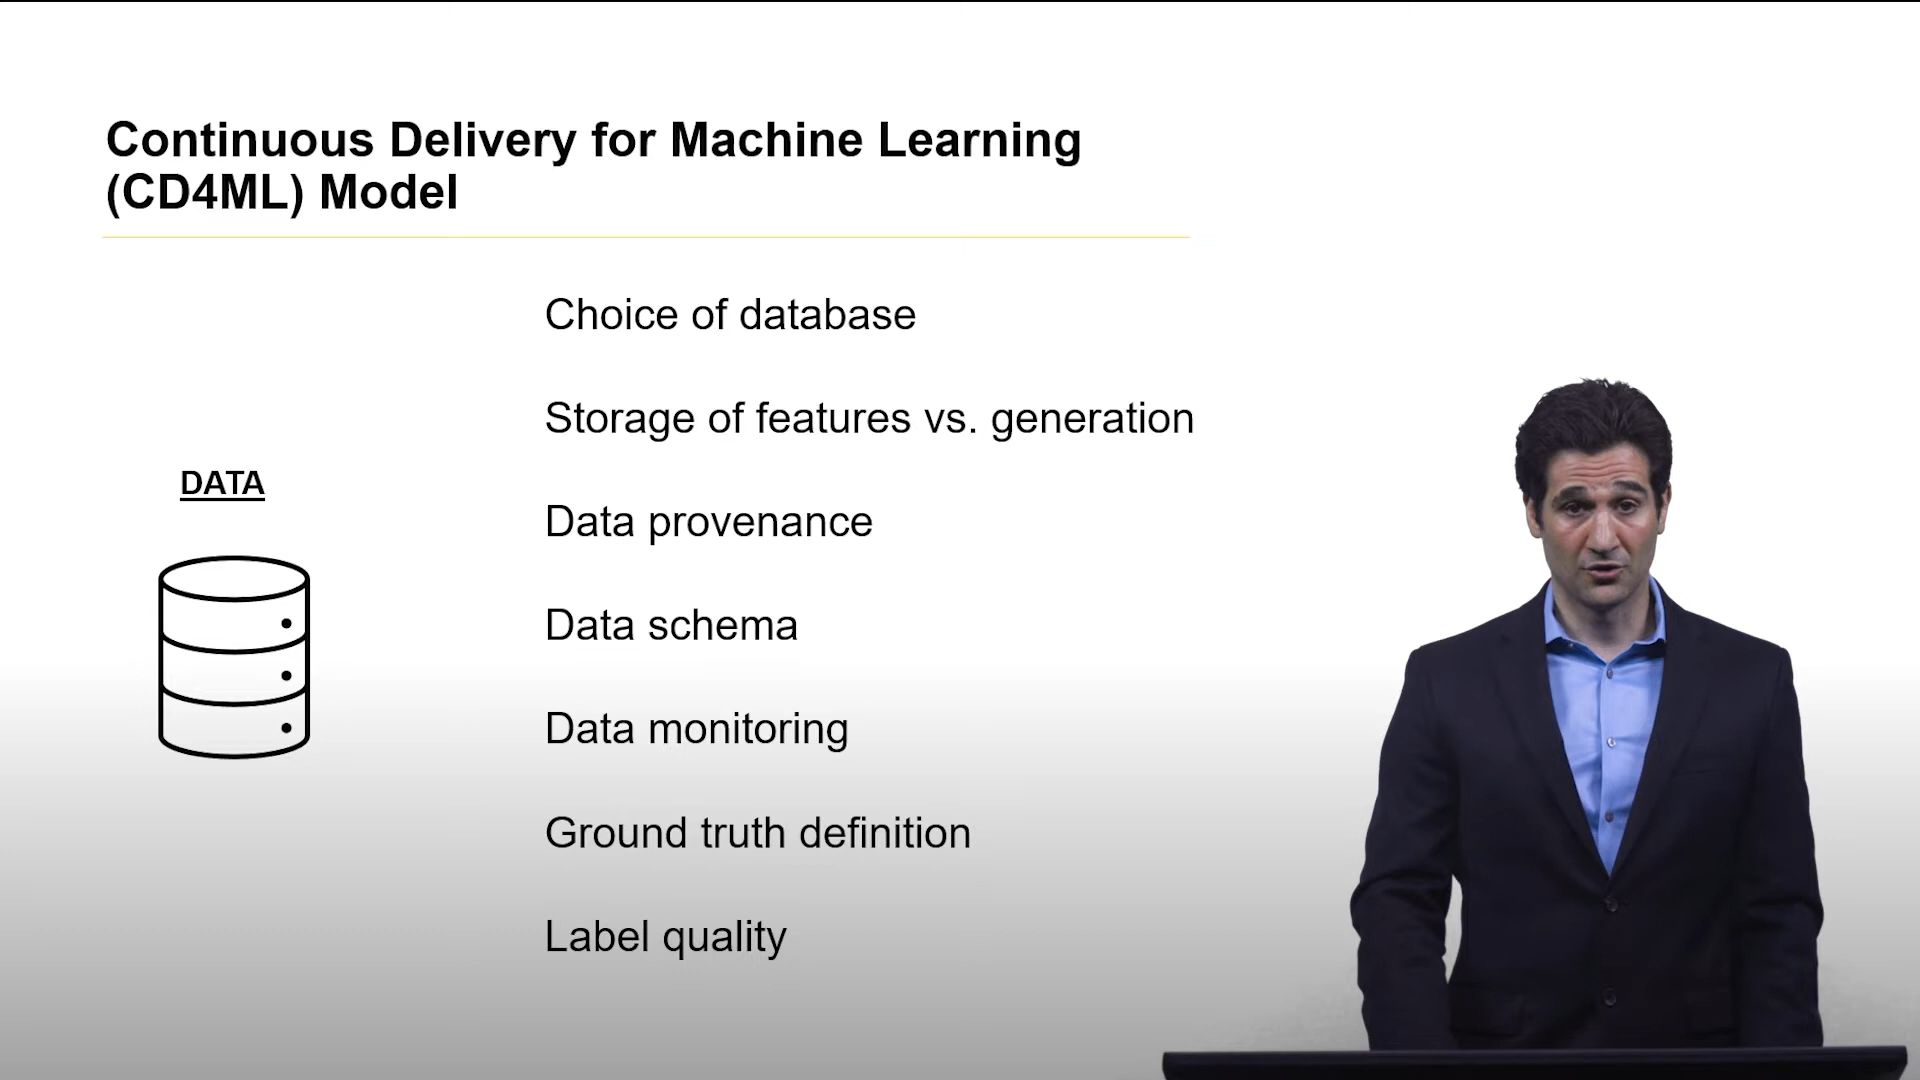 Continuous Delivery for Machine Learning
(CD4ML) Model
Choice of database
Storage of features vs. generation
DATA
Data provenance
Data schema
Data monitoring
Ground truth definition
Label quality